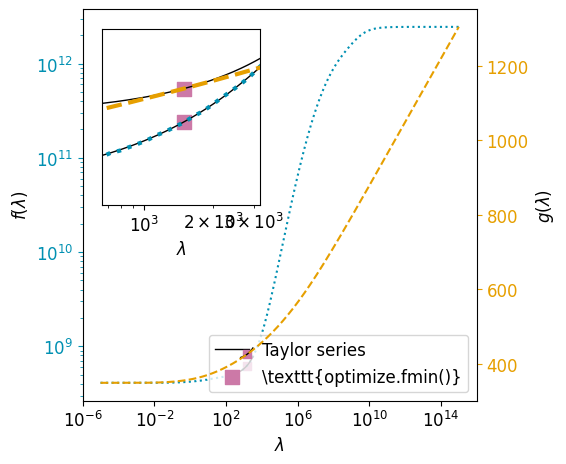 10^12
10^11
10^10
10^9
f(λ)
10^3
2 × 10^3
3 × 10^3
λ
1200
1000
800
600
400
g(λ)
Taylor series
\texttt{optimize.fmin()}
10^−6
10^−2
10^2
10^6
10^10
10^14
λ